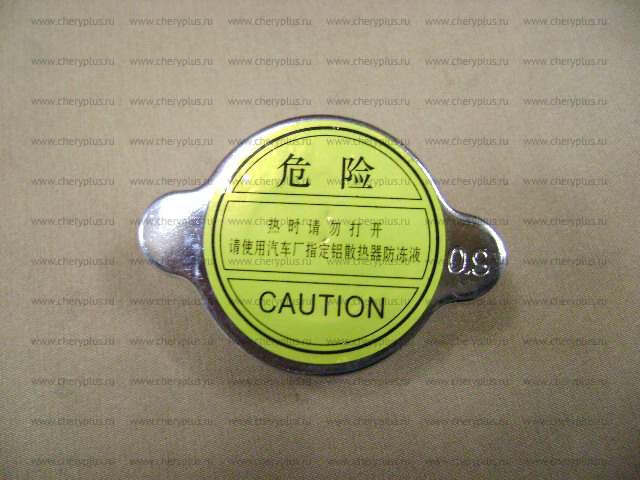 危险
热时请勿打开
请使用汽车厂指定铝散热器防冻液
CAUTION
0.9
www.cheryplus.ru